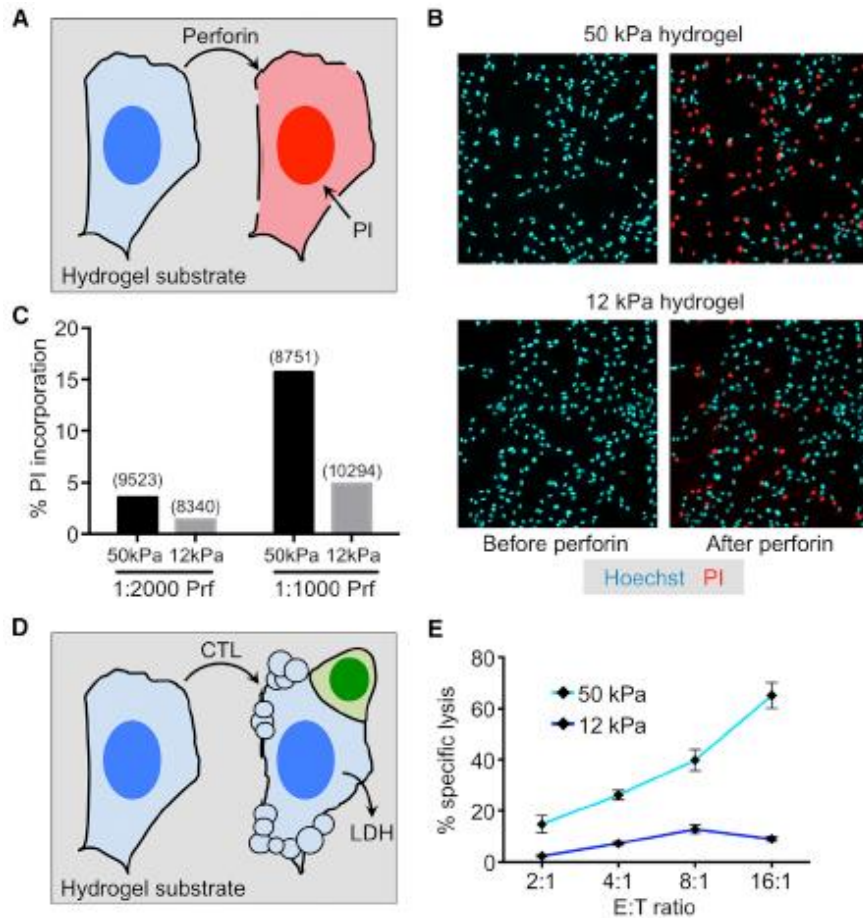 A
Perforin
PI
Hydrogel substrate
B
50 kPa hydrogel
12 kPa hydrogel
Before perforin After perforin
Hoechst PI
C
% PI incorporation
20
15
10
5
0
(9523)
(8340)
(8751)
(10294)
50kPa 12kPa 50kPa 12kPa
1:2000 Prf 1:1000 Prf
D
CTL
LDH
Hydrogel substrate
E
% specific lysis
80
60
40
20
0
50 kPa
12 kPa
2:1 4:1 8:1 16:1
E:T ratio